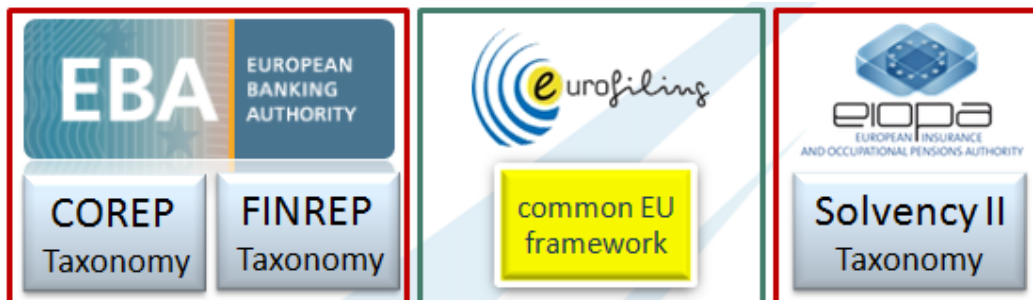 EBA
EUROPEAN
BANKING
AUTHORITY
COREP
Taxonomy
FINREP
Taxonomy
eurofiling
common EU
framework
eiopa
EUROPEAN INSURANCE
AND OCCUPATIONAL PENSIONS AUTHORITY
Solvency II
Taxonomy